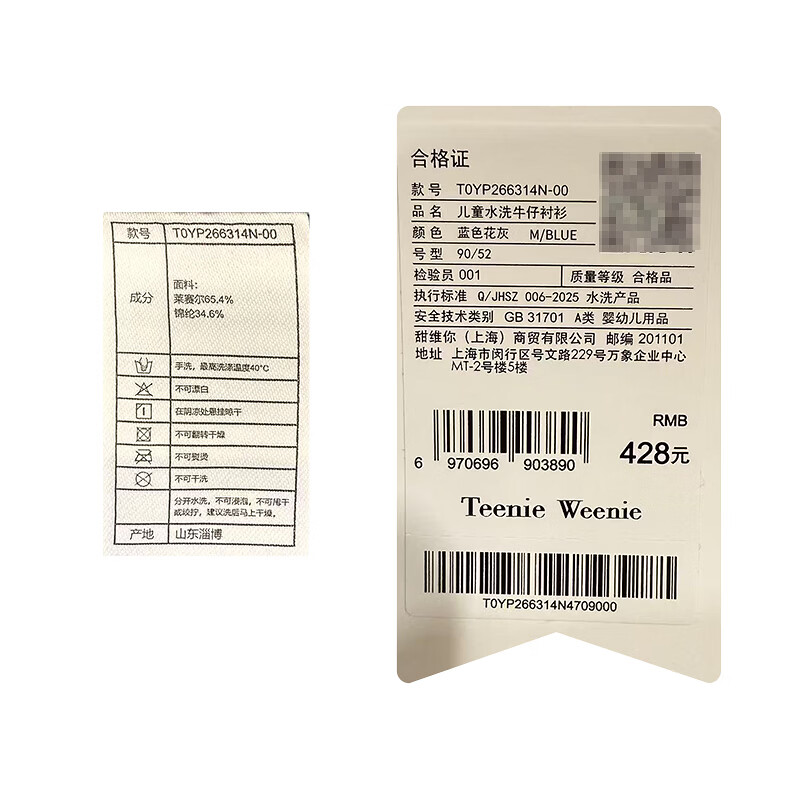 款号 T0YP266314N-00
成分
面料:
莱赛尔65.4%
锦纶34.6%
手洗，最高洗涤温度40°C
不可漂白
在阴凉处悬挂晾干
不可翻转干燥
不可熨烫
不可干洗
分开水洗，不可浸泡，不可拧干
或绞拧，建议洗后马上干燥。
产地 山东淄博
合格证
款号 T0YP266314N-00
品名 儿童水洗牛仔衬衫
颜色 蓝色花灰 M/BLUE
号型 90/52
检验员 001 质量等级 合格品
执行标准 Q/JHSZ 006-2025 水洗产品
安全技术类别 GB 31701 A类 婴幼儿用品
甜维你（上海）商贸有限公司 邮编 201101
地址 上海市闵行区号文路229号万象企业中心
MT-2号楼5楼
RMB
428元
6 970696 903890
Teenie Weenie
T0YP266314N4709000